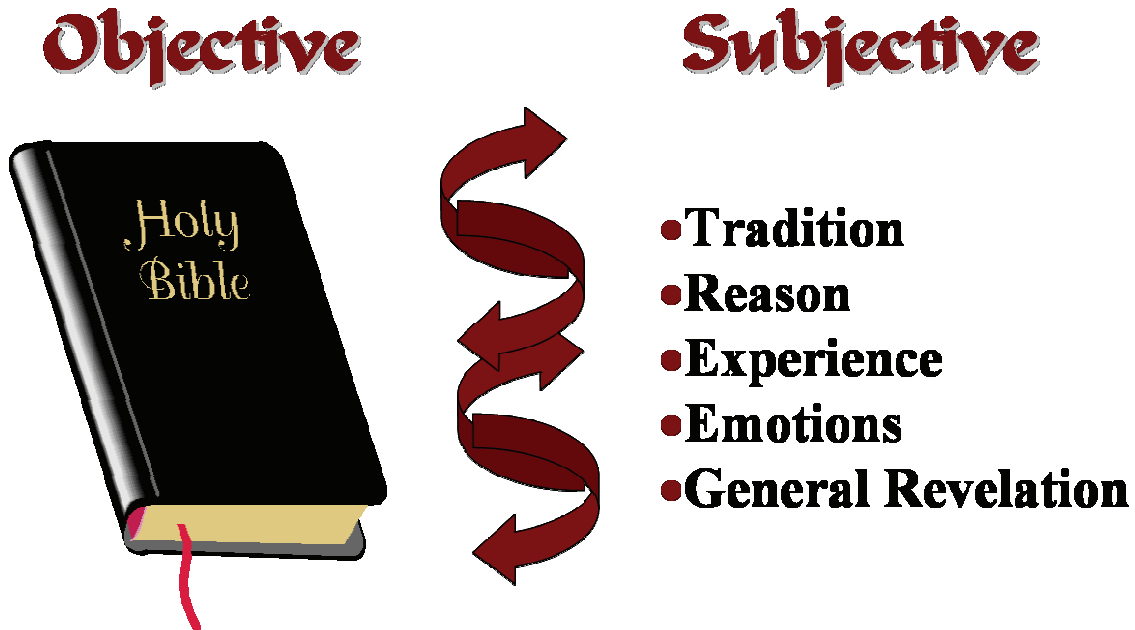 Objective
Subjective
Holy
Bible
•Tradition
•Reason
•Experience
•Emotions
•General Revelation